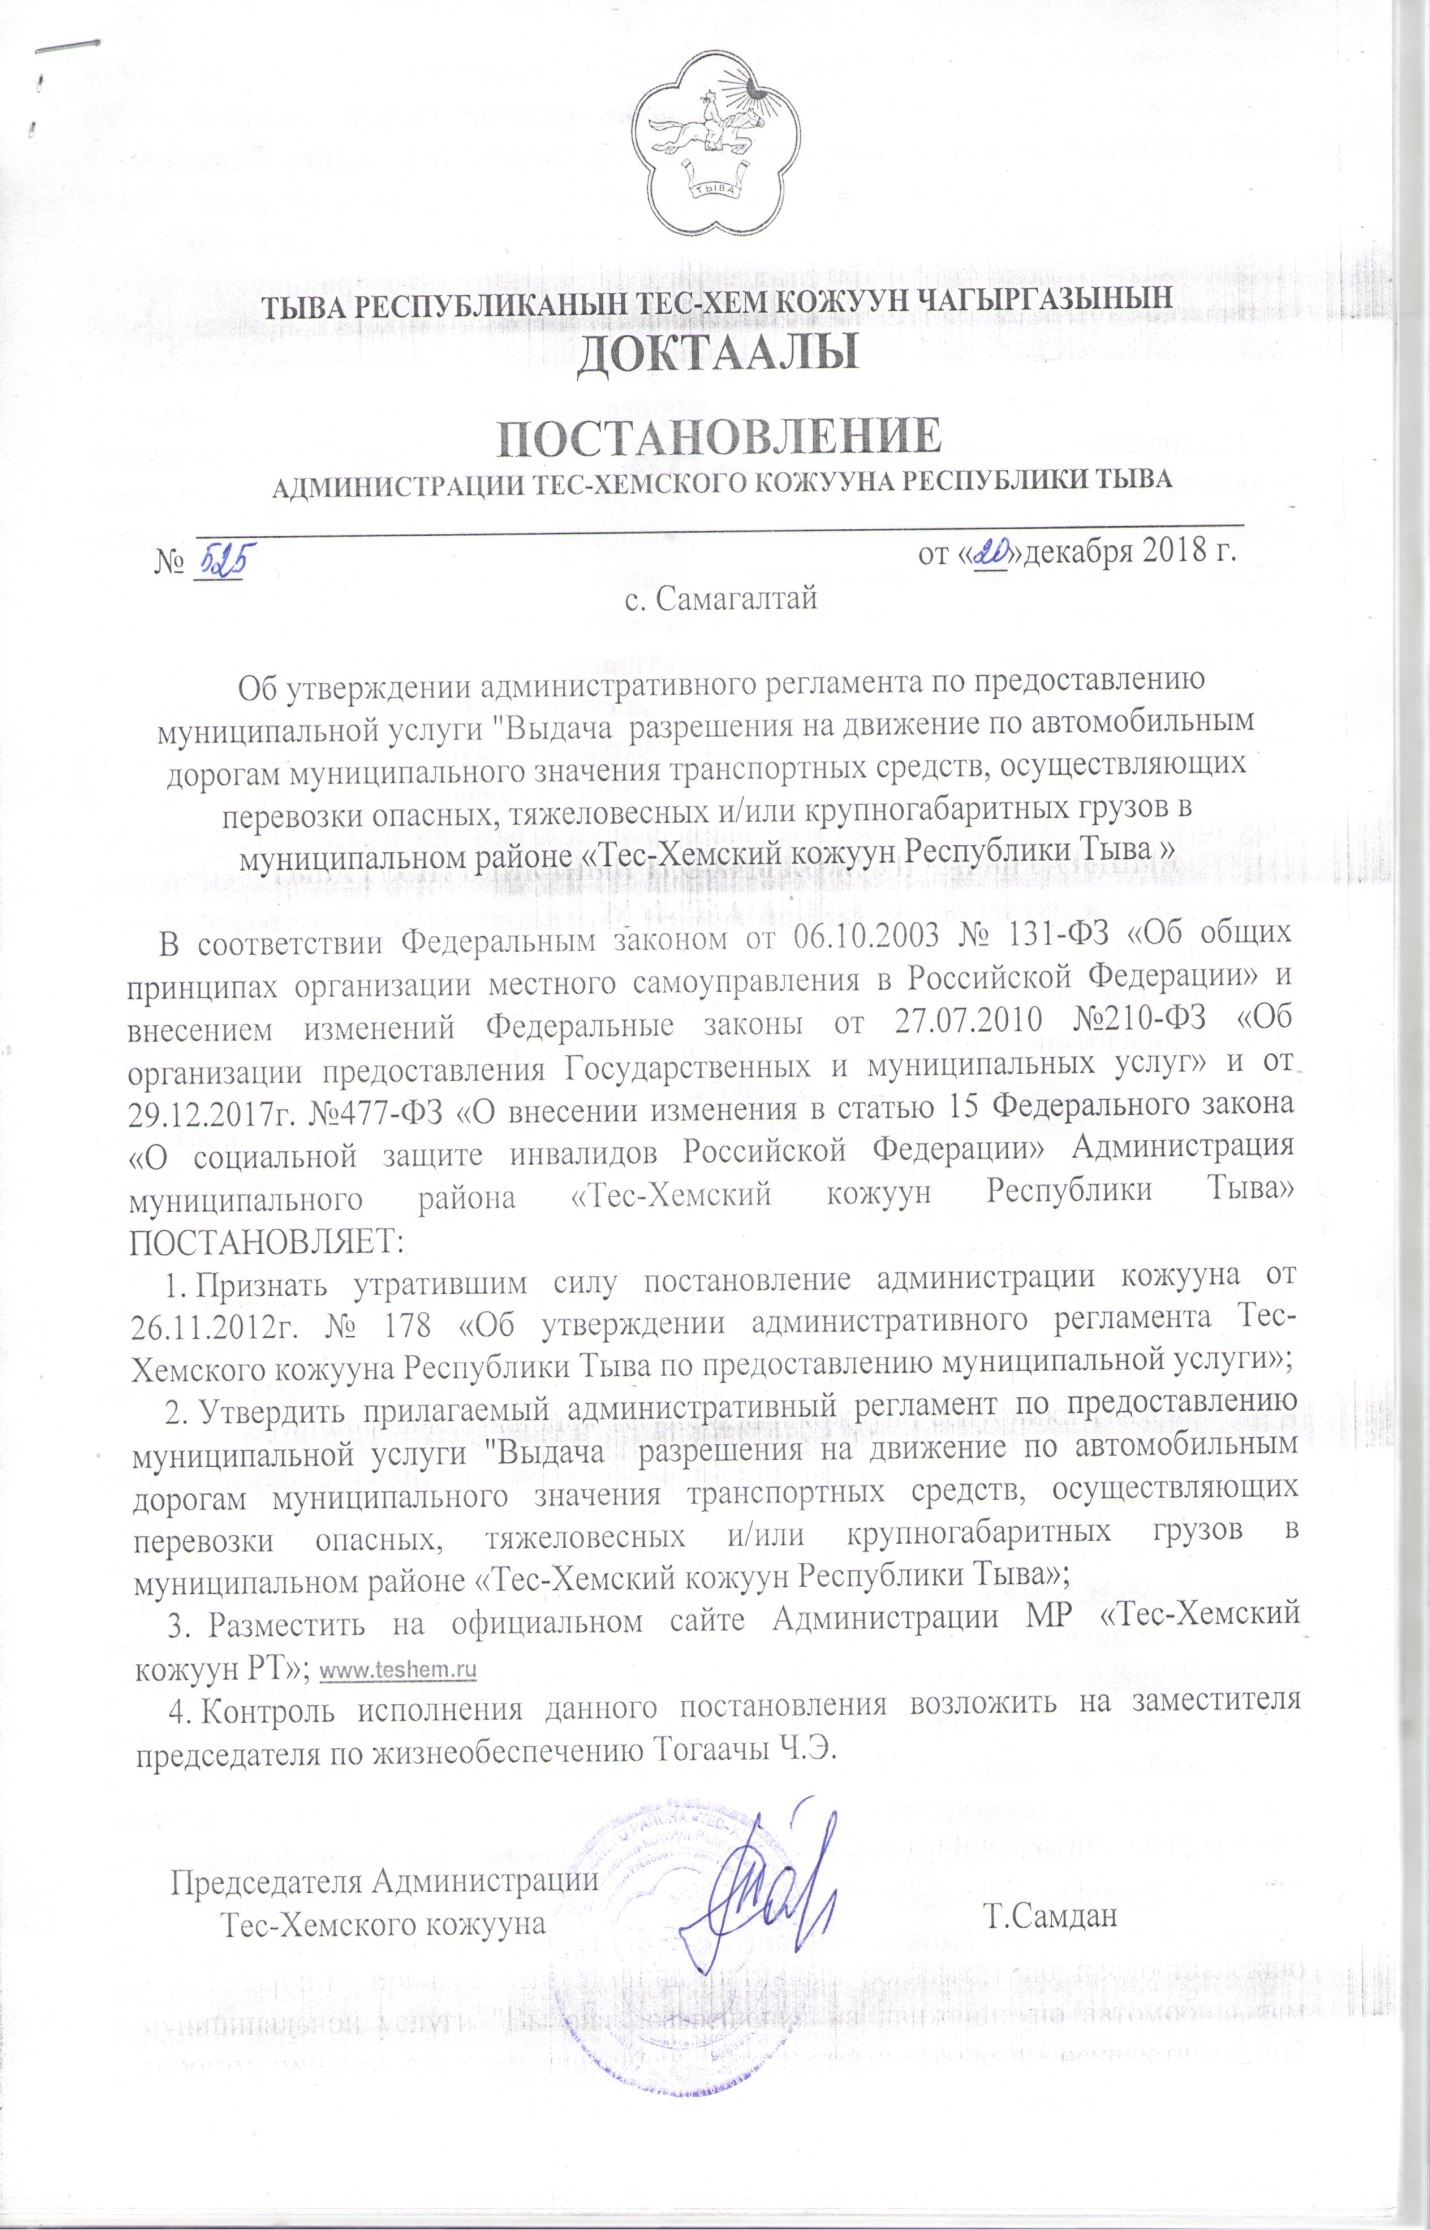 ТЫВА
ТЫВА РЕСПУБЛИКАНЫН ТЕС-ХЕМ КОЖУУН ЧАГЫРГАЗЫНЫН
ДОКТААЛЫ
ПОСТАНОВЛЕНИЕ
АДМИНИСТРАЦИИ ТЕС-ХЕМСКОГО КОЖУУНА РЕСПУБЛИКИ ТЫВА
№ 525 от «20»декабря 2018 г.
с. Самагалтай
Об утверждении административного регламента по предоставлению
муниципальной услуги "Выдача разрешения на движение по автомобильным
дорогам муниципального значения транспортных средств, осуществляющих
перевозки опасных, тяжеловесных и/или крупногабаритных грузов в
муниципальном районе «Тес-Хемский кожуун Республики Тыва »
В соответствии Федеральным законом от 06.10.2003 № 131-ФЗ «Об общих
принципах организации местного самоуправления в Российской Федерации» и
внесением изменений Федеральные законы от 27.07.2010 №210-ФЗ «Об
организации предоставления Государственных и муниципальных услуг» и от
29.12.2017г. №477-ФЗ «О внесении изменения в статью 15 Федерального закона
«О социальной защите инвалидов Российской Федерации» Администрация
муниципального района «Тес-Хемский кожуун Республики Тыва»
ПОСТАНОВЛЯЕТ:
1. Признать утратившим силу постановление администрации кожууна от
26.11.2012г. № 178 «Об утверждении административного регламента Тес-
Хемского кожууна Республики Тыва по предоставлению муниципальной услуги»;
2. Утвердить прилагаемый административный регламент по предоставлению
муниципальной услуги "Выдача разрешения на движение по автомобильным
дорогам муниципального значения транспортных средств, осуществляющих
перевозки опасных, тяжеловесных и/или крупногабаритных грузов в
муниципальном районе «Тес-Хемский кожуун Республики Тыва»;
3. Разместить на официальном сайте Администрации МР «Тес-Хемский
кожуун РТ»; www.teshem.ru
4. Контроль исполнения данного постановления возложить на заместителя
председателя по жизнеобеспечению Тогаачы Ч.Э.
Председателя Администрации
Тес-Хемского кожууна Т.Самдан